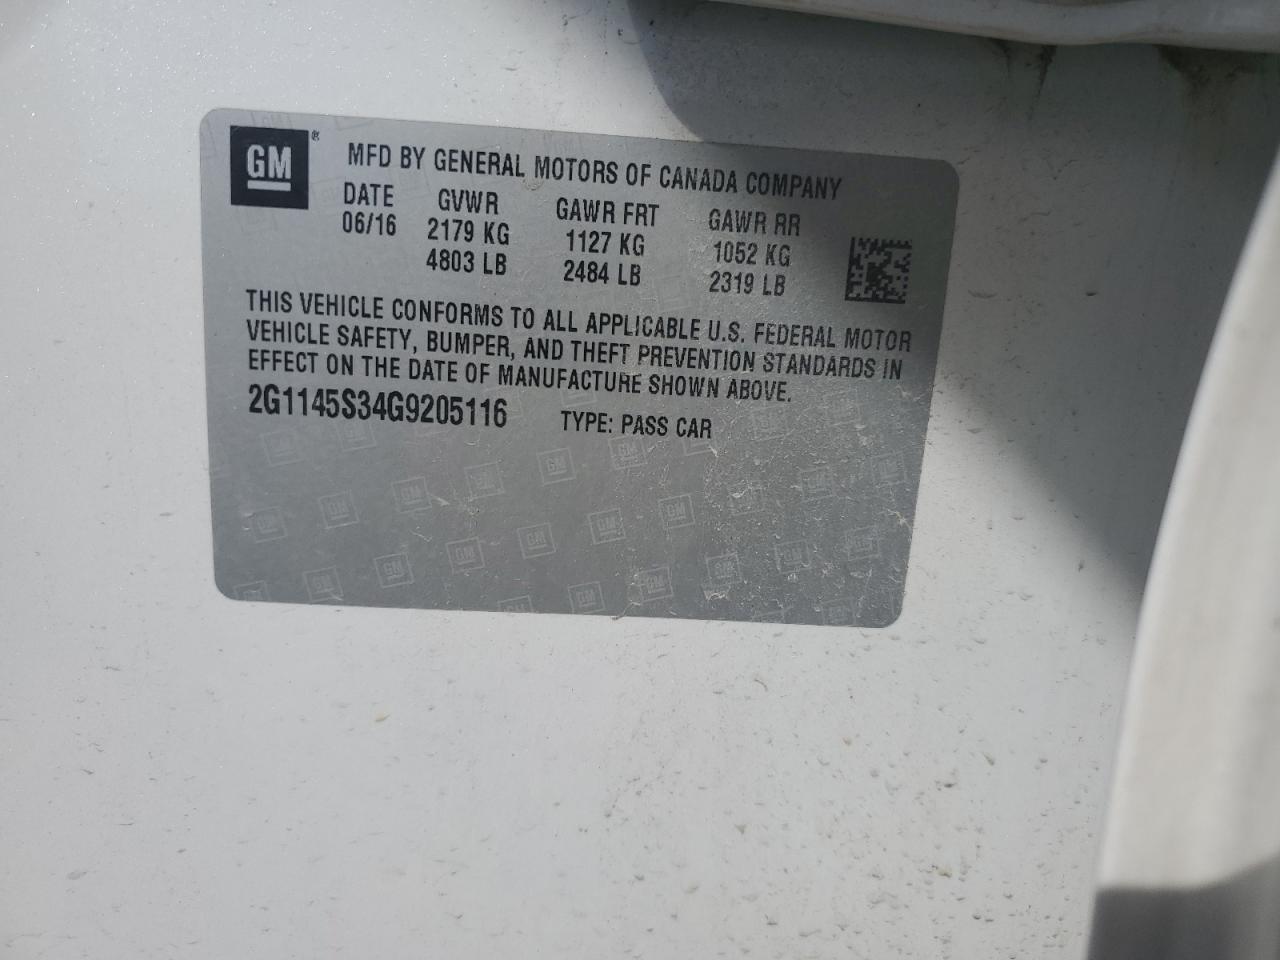 GM ®
MFD BY GENERAL MOTORS OF CANADA COMPANY
DATE GVWR GAWR FRT GAWR RR
06/16 2179 KG 1127 KG 1052 KG
4803 LB 2484 LB 2319 LB
THIS VEHICLE CONFORMS TO ALL APPLICABLE U.S. FEDERAL MOTOR
VEHICLE SAFETY, BUMPER, AND THEFT PREVENTION STANDARDS IN
EFFECT ON THE DATE OF MANUFACTURE SHOWN ABOVE.
2G1145S34G9205116 TYPE: PASS CAR